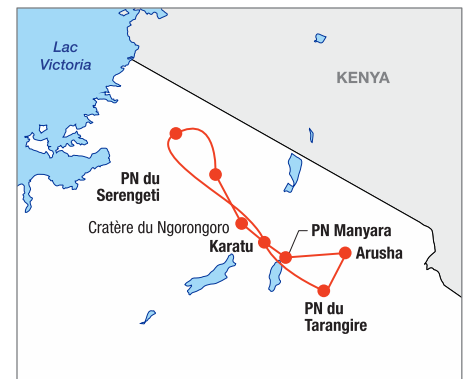 Lac
Victoria
KENYA
PN du
Serengeti
Cratère du Ngorongoro
PN Manyara
Karatu
Arusha
PN du
Tarangire